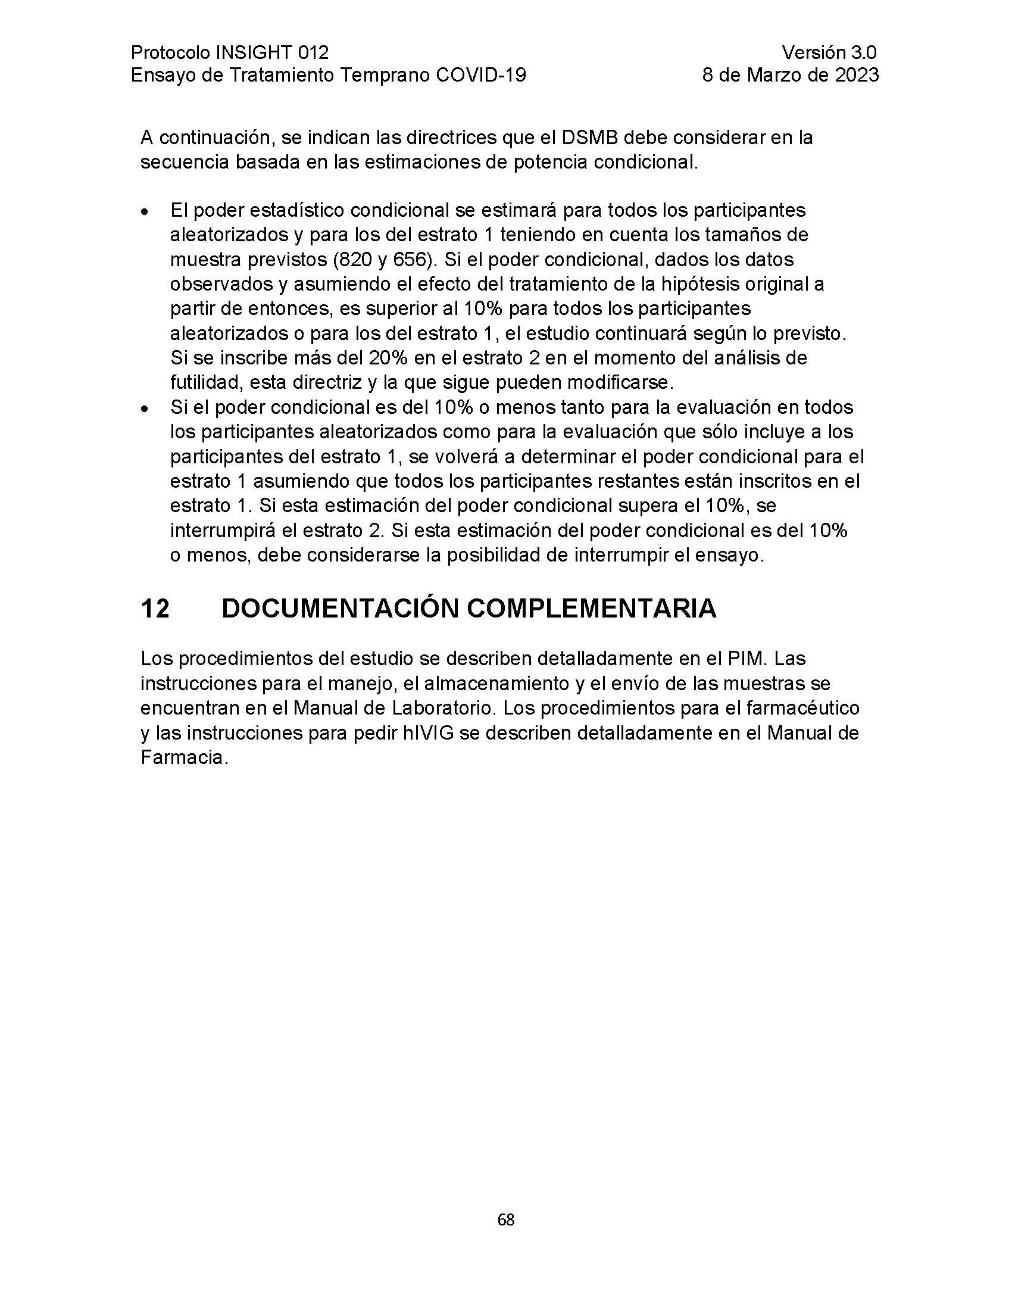 Protocolo INSIGHT 012 Versión 3.0
Ensayo de Tratamiento Temprano COVID-19 8 de Marzo de 2023
A continuación, se indican las directrices que el DSMB debe considerar en la
secuencia basada en las estimaciones de potencia condicional.
• El poder estadístico condicional se estimará para todos los participantes
aleatorizados y para los del estrato 1 teniendo en cuenta los tamaños de
muestra previstos (820 y 656). Si el poder condicional, dados los datos
observados y asumiendo el efecto del tratamiento de la hipótesis original a
partir de entonces, es superior al 10% para todos los participantes
aleatorizados o para los del estrato 1, el estudio continuará según lo previsto.
Si se inscribe más del 20% en el estrato 2 en el momento del análisis de
futilidad, esta directriz y la que sigue pueden modificarse.
• Si el poder condicional es del 10% o menos tanto para la evaluación en todos
los participantes aleatorizados como para la evaluación que sólo incluye a los
participantes del estrato 1, se volverá a determinar el poder condicional para el
estrato 1 asumiendo que todos los participantes restantes están inscritos en el
estrato 1. Si esta estimación del poder condicional supera el 10%, se
interrumpirá el estrato 2. Si esta estimación del poder condicional es del 10%
o menos, debe considerarse la posibilidad de interrumpir el ensayo.
12 DOCUMENTACIÓN COMPLEMENTARIA
Los procedimientos del estudio se describen detalladamente en el PIM. Las
instrucciones para el manejo, el almacenamiento y el envío de las muestras se
encuentran en el Manual de Laboratorio. Los procedimientos para el farmacéutico
y las instrucciones para pedir hIVIG se describen detalladamente en el Manual de
Farmacia.
68